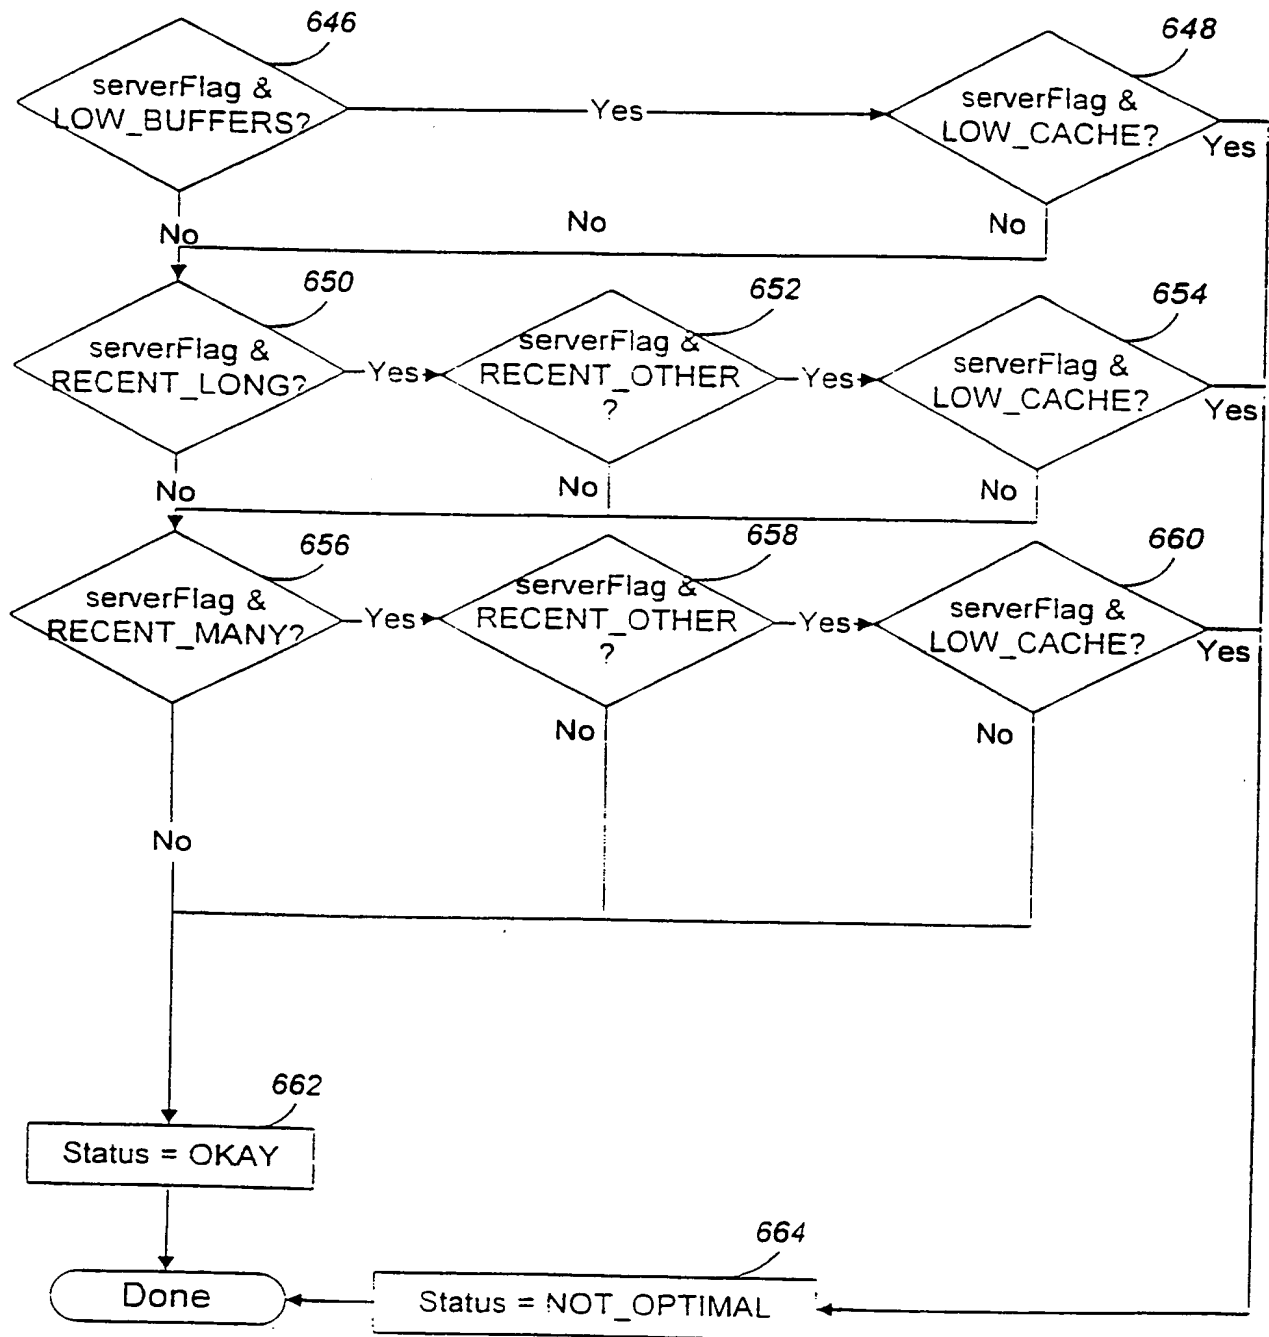 646
serverFlag &
LOW_BUFFERS?
Yes
648
serverFlag &
LOW_CACHE?
Yes
No
No
No
650
serverFlag &
RECENT_LONG?
Yes
652
serverFlag &
RECENT_OTHER
?
Yes
654
serverFlag &
LOW_CACHE?
Yes
No
No
No
656
serverFlag &
RECENT_MANY?
Yes
658
serverFlag &
RECENT_OTHER
?
Yes
660
serverFlag &
LOW_CACHE?
Yes
No
No
No
662
Status = OKAY
664
Done
Status = NOT_OPTIMAL